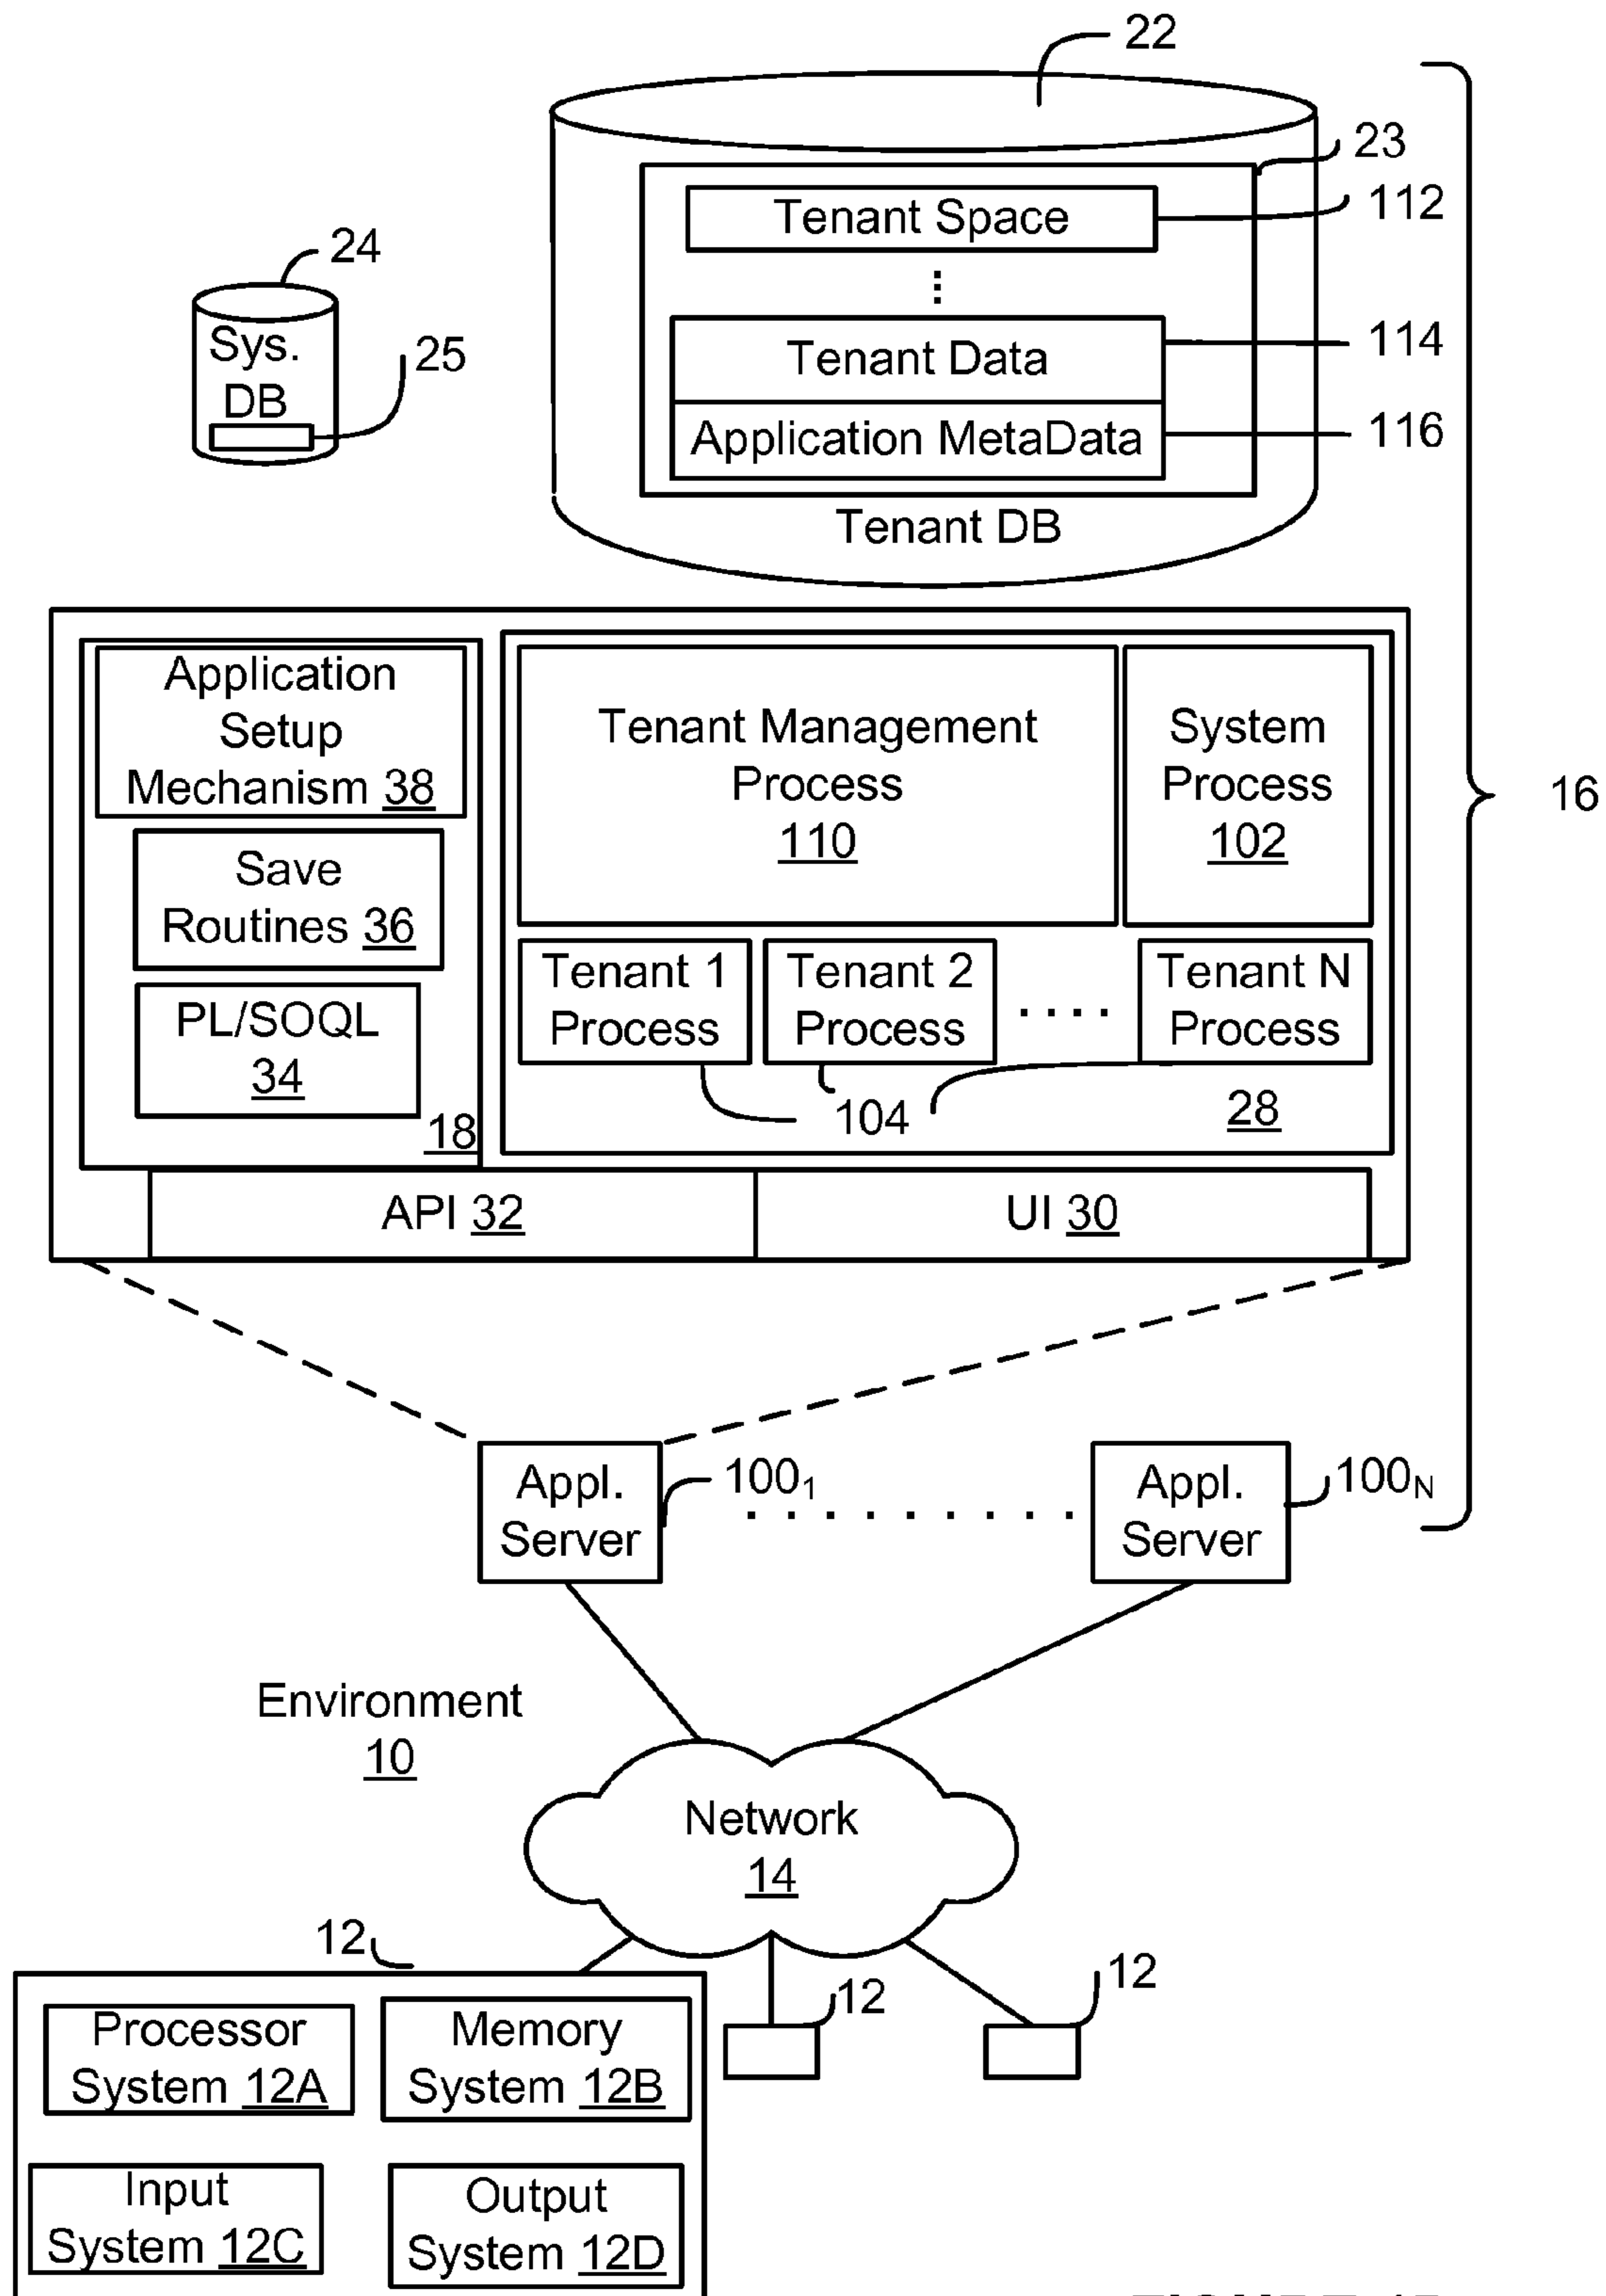 22
23
Tenant Space
112
24
Sys.
DB
25
Tenant Data
114
Application MetaData
116
Tenant DB
16
Application
Setup
Mechanism 38
Save
Routines 36
PL/SOQL
34
18
Tenant Management
Process
110
System
Process
102
Tenant 1
Process
Tenant 2
Process
Tenant N
Process
104
28
API 32
UI 30
Appl.
Server
100₁
Appl.
Server
100N
Environment
10
Network
14
12
12
12
Processor
System 12A
Memory
System 12B
Input
System 12C
Output
System 12D